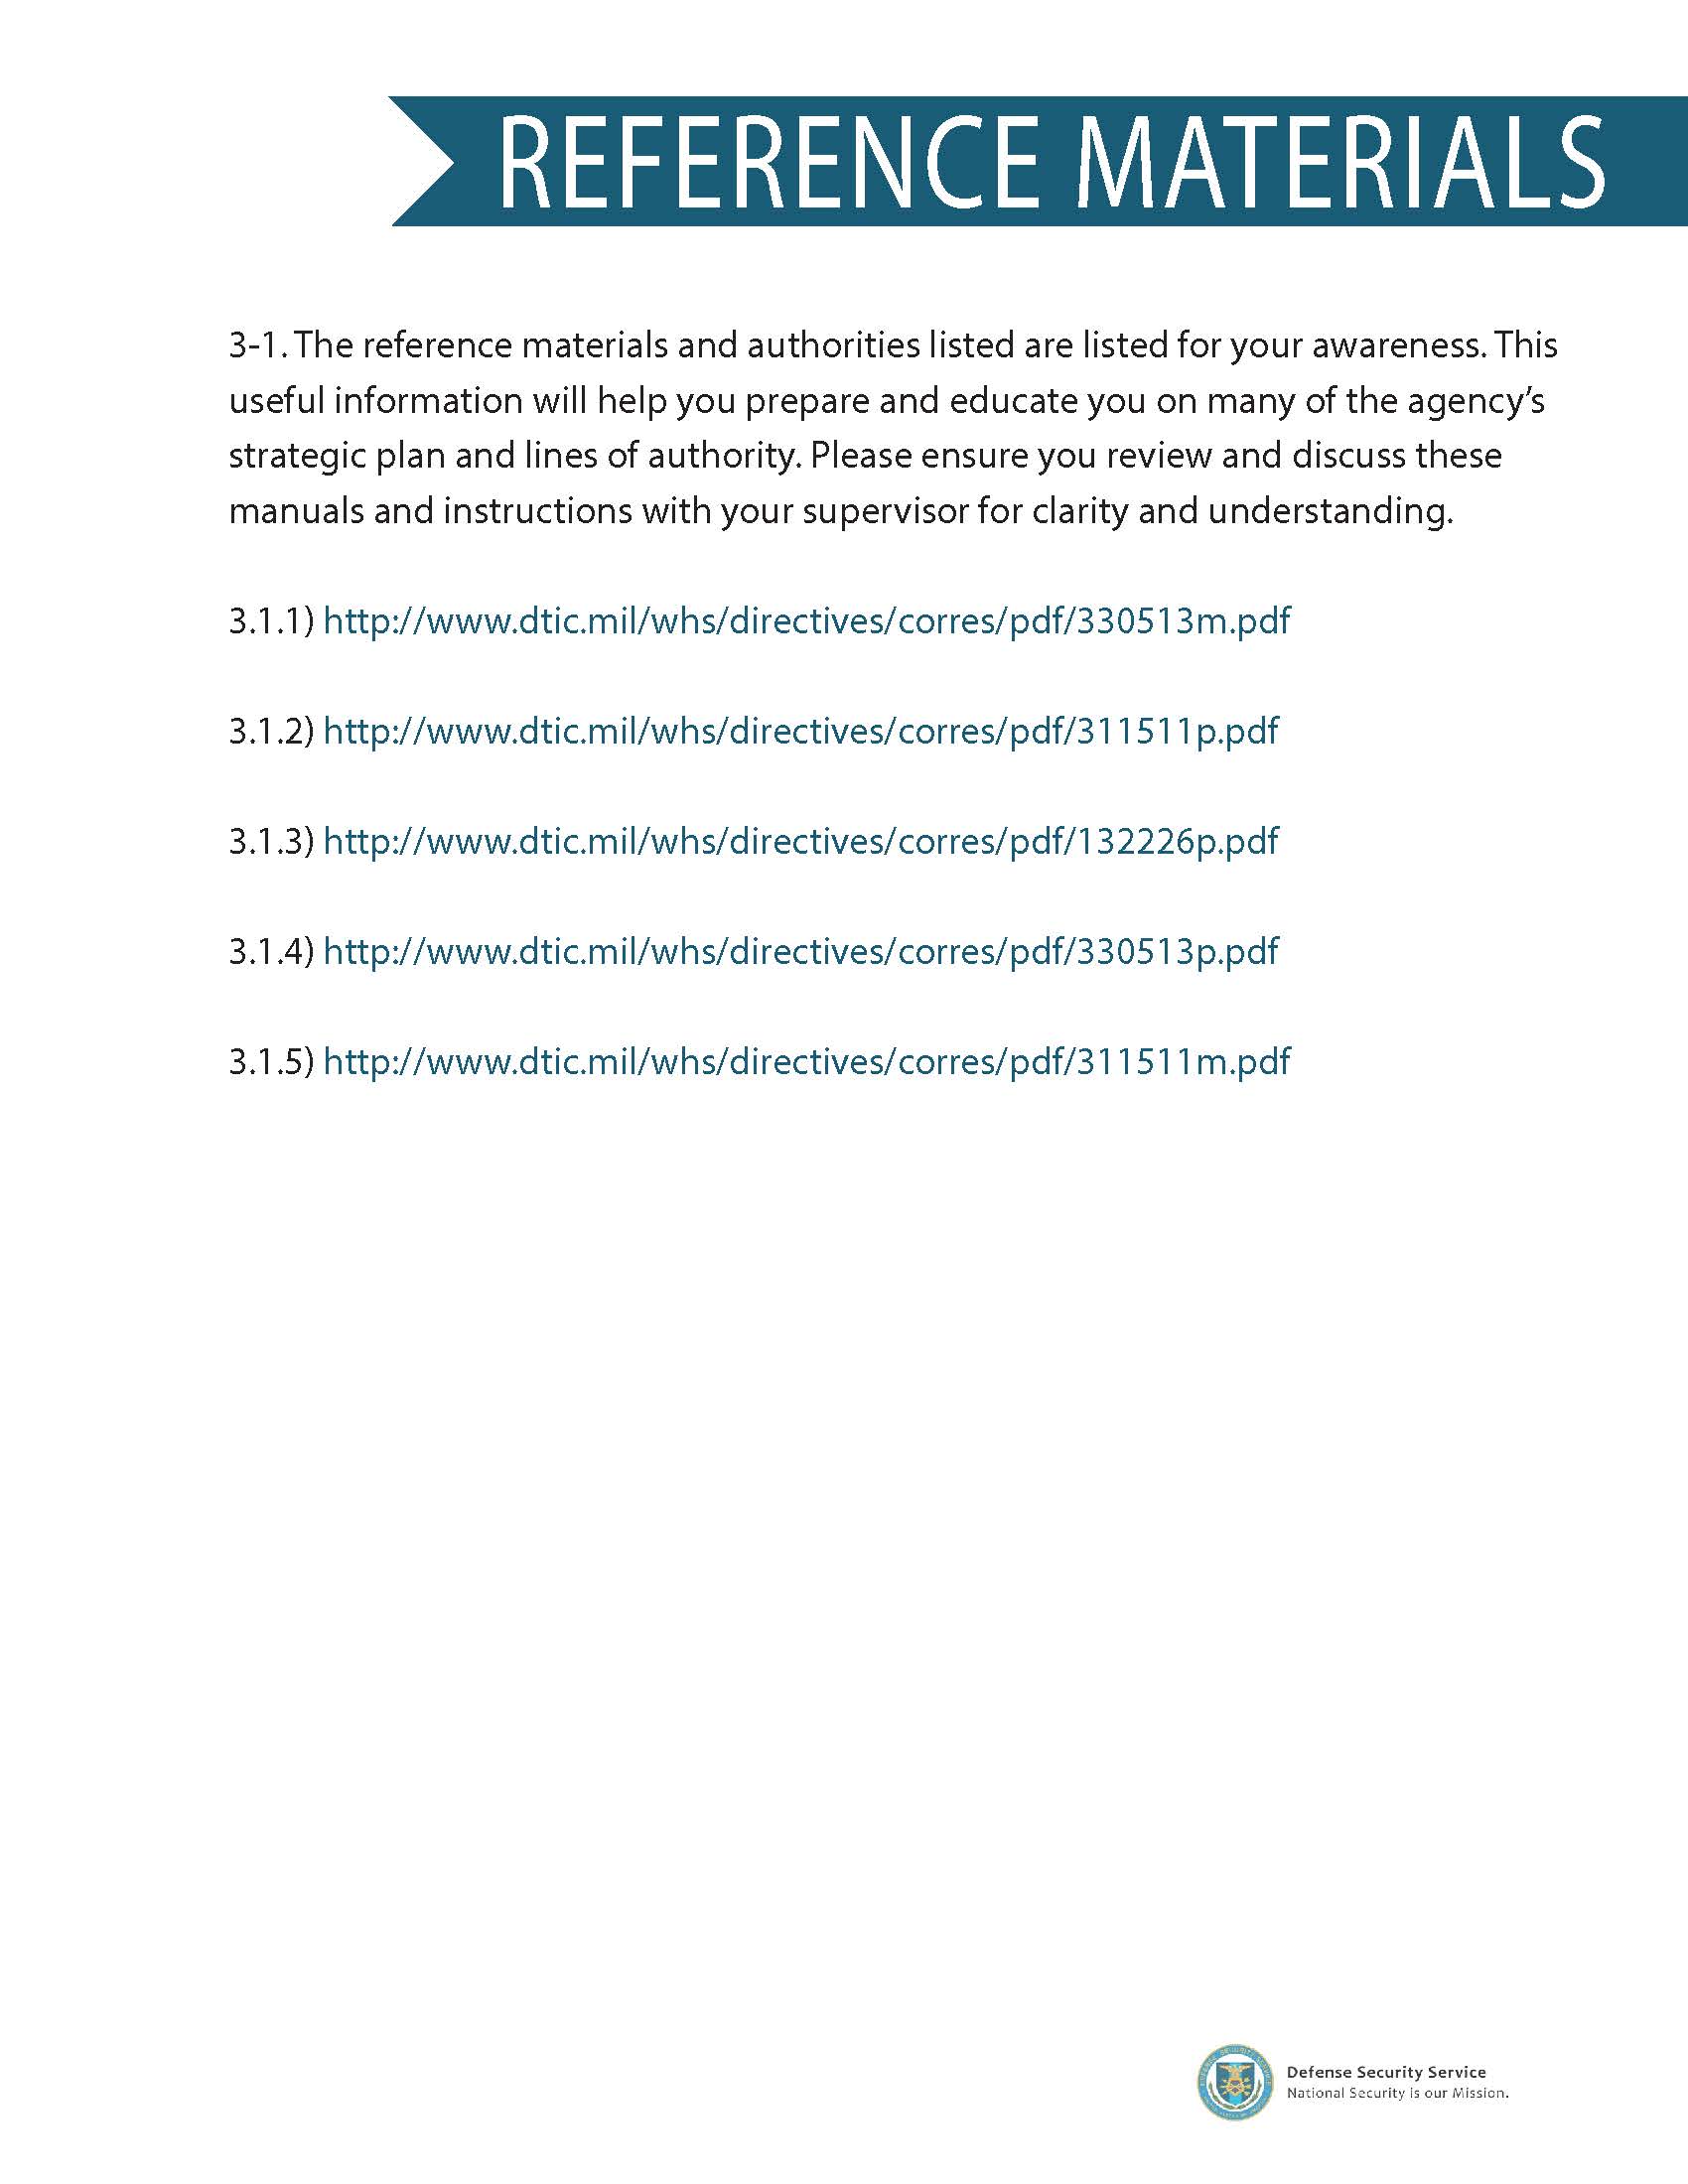 REFERENCE MATERIALS
3-1. The reference materials and authorities listed are listed for your awareness. This
useful information will help you prepare and educate you on many of the agency’s
strategic plan and lines of authority. Please ensure you review and discuss these
manuals and instructions with your supervisor for clarity and understanding.
3.1.1) http://www.dtic.mil/whs/directives/corres/pdf/330513m.pdf
3.1.2) http://www.dtic.mil/whs/directives/corres/pdf/311511p.pdf
3.1.3) http://www.dtic.mil/whs/directives/corres/pdf/132226p.pdf
3.1.4) http://www.dtic.mil/whs/directives/corres/pdf/330513p.pdf
3.1.5) http://www.dtic.mil/whs/directives/corres/pdf/311511m.pdf
Defense Security Service
National Security is our Mission.